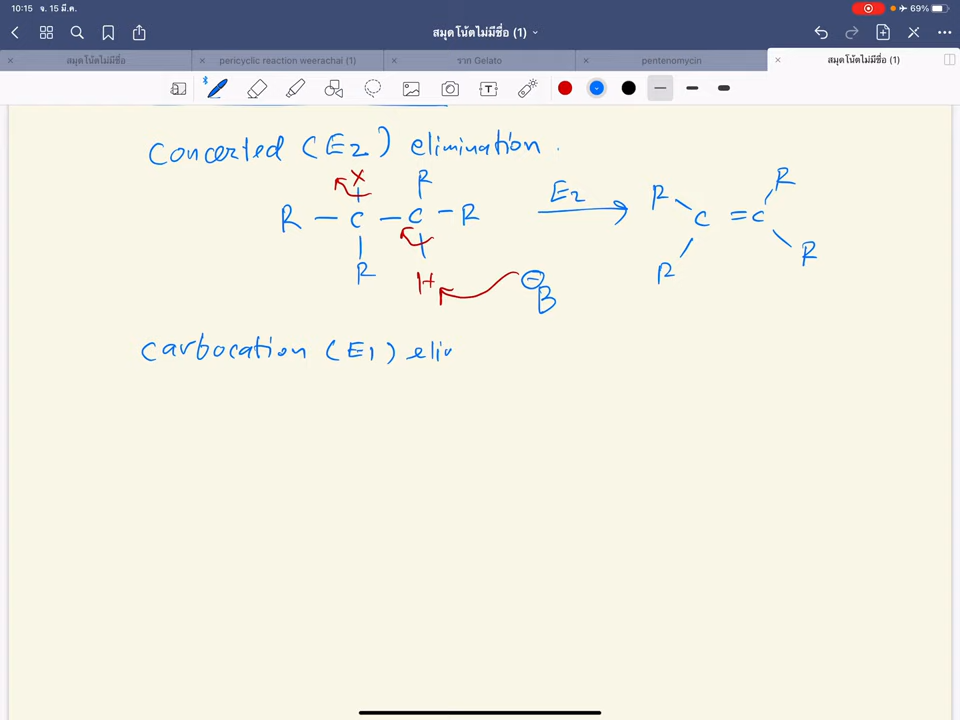 10:15 จ. 15 มี.ค. 69%
สมุดโน้ตไม่มีชื่อ (1)
สมุดโน้ตไม่มีชื่อ pericyclic reaction weerachai (1) ราก Gelato pentenomycin สมุดโน้ตไม่มีชื่อ (1)
Concerted (E2) elimination.
X R R
R — C — C — R E2 R C = C
R H ⊖ B R R
carbocation (E1) eli